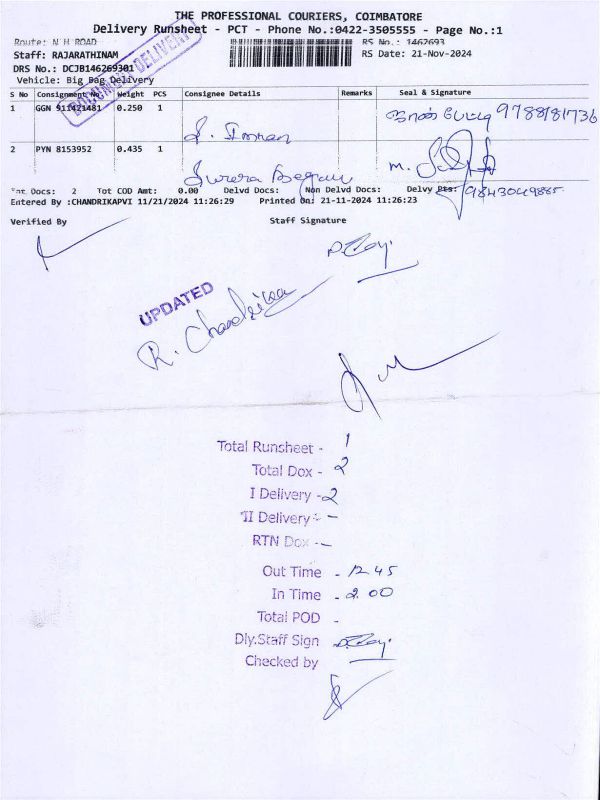 THE PROFESSIONAL COURIERS, COIMBATORE
Delivery Runsheet - PCT - Phone No.:0422-3505555 - Page No.:1
Route: N H ROAD RS No.: 1462693
Staff: RAJARATHINAM RS Date: 21-Nov-2024
DRS No.: DCJB146269301
Vehicle: Big Bag Delivery
DELIVERY
S No Consignment No Weight PCS Consignee Details Remarks Seal & Signature
1 GGN 911421481 0.250 1 9788181736
2 PYN 8153952 0.435 1
Docs: 2 Tot COD Amt: 0.00 Delvd Docs: Non Delvd Docs: Delvy Pts: 9843049865
Entered By :CHANDRIKAPVI 11/21/2024 11:26:29 Printed On: 21-11-2024 11:26:23
Verified By Staff Signature
UPDATED
R. Chandrika
Total Runsheet - 1
Total Dox - 2
I Delivery - 2
II Delivery - -
RTN Dox - -
Out Time - 12.45
In Time - 2.00
Total POD -
Dly.Staff Sign
Checked by